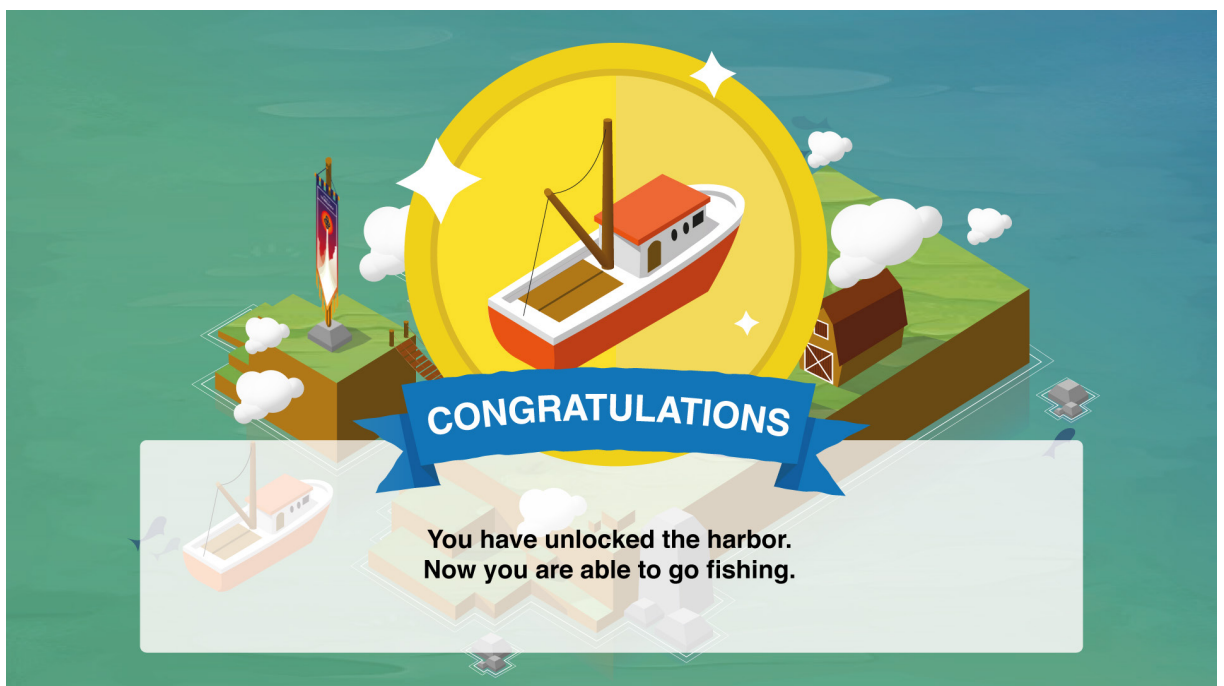 CONGRATULATIONS
You have unlocked the harbor.
Now you are able to go fishing.